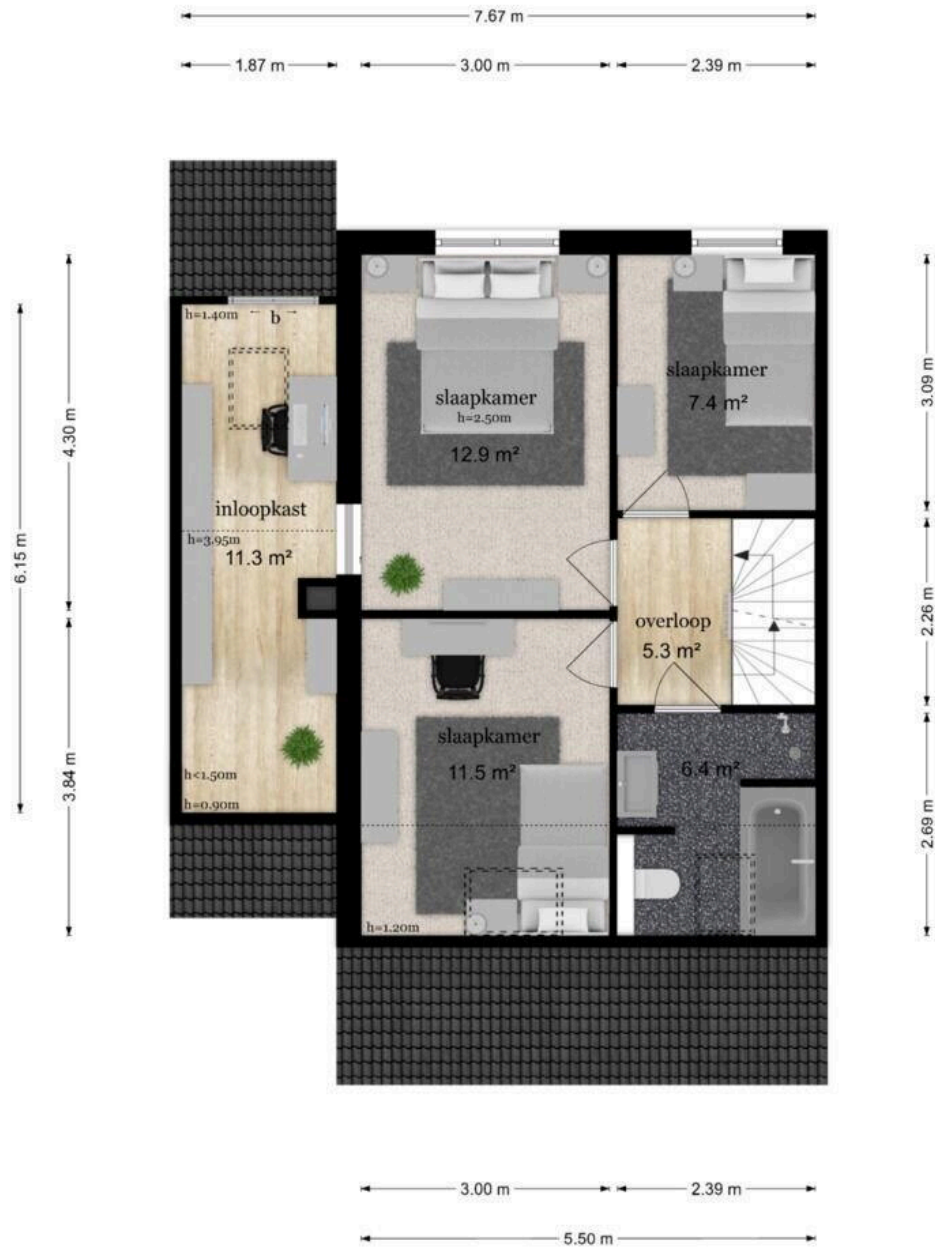 7.67 m
1.87 m
3.00 m
2.39 m
h=1.40m
b
slaapkamer
h=2.50m
12.9 m²
slaapkamer
7.4 m²
4.30 m
3.09 m
inloopkast
h=3.95m
11.3 m²
6.15 m
overloop
5.3 m²
2.26 m
slaapkamer
11.5 m²
6.4 m²
h<1.50m
h=0.90m
3.84 m
2.69 m
h=1.20m
3.00 m
2.39 m
5.50 m